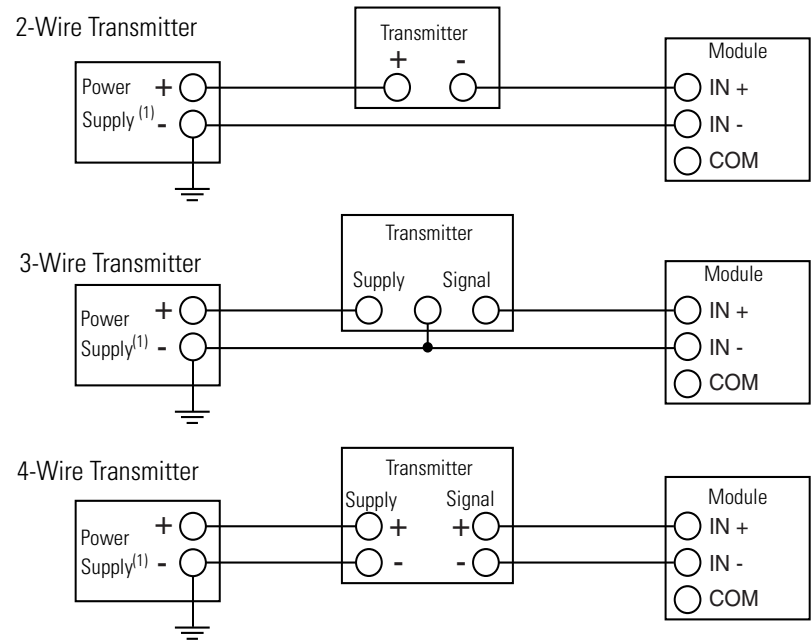 2-Wire Transmitter
Transmitter
+ -
Module
Power +
Supply (1) -
IN +
IN -
COM
3-Wire Transmitter
Transmitter
Supply Signal
Module
Power +
Supply(1) -
IN +
IN -
COM
4-Wire Transmitter
Transmitter
Supply Signal
+ +
- -
Module
Power +
Supply(1) -
IN +
IN -
COM